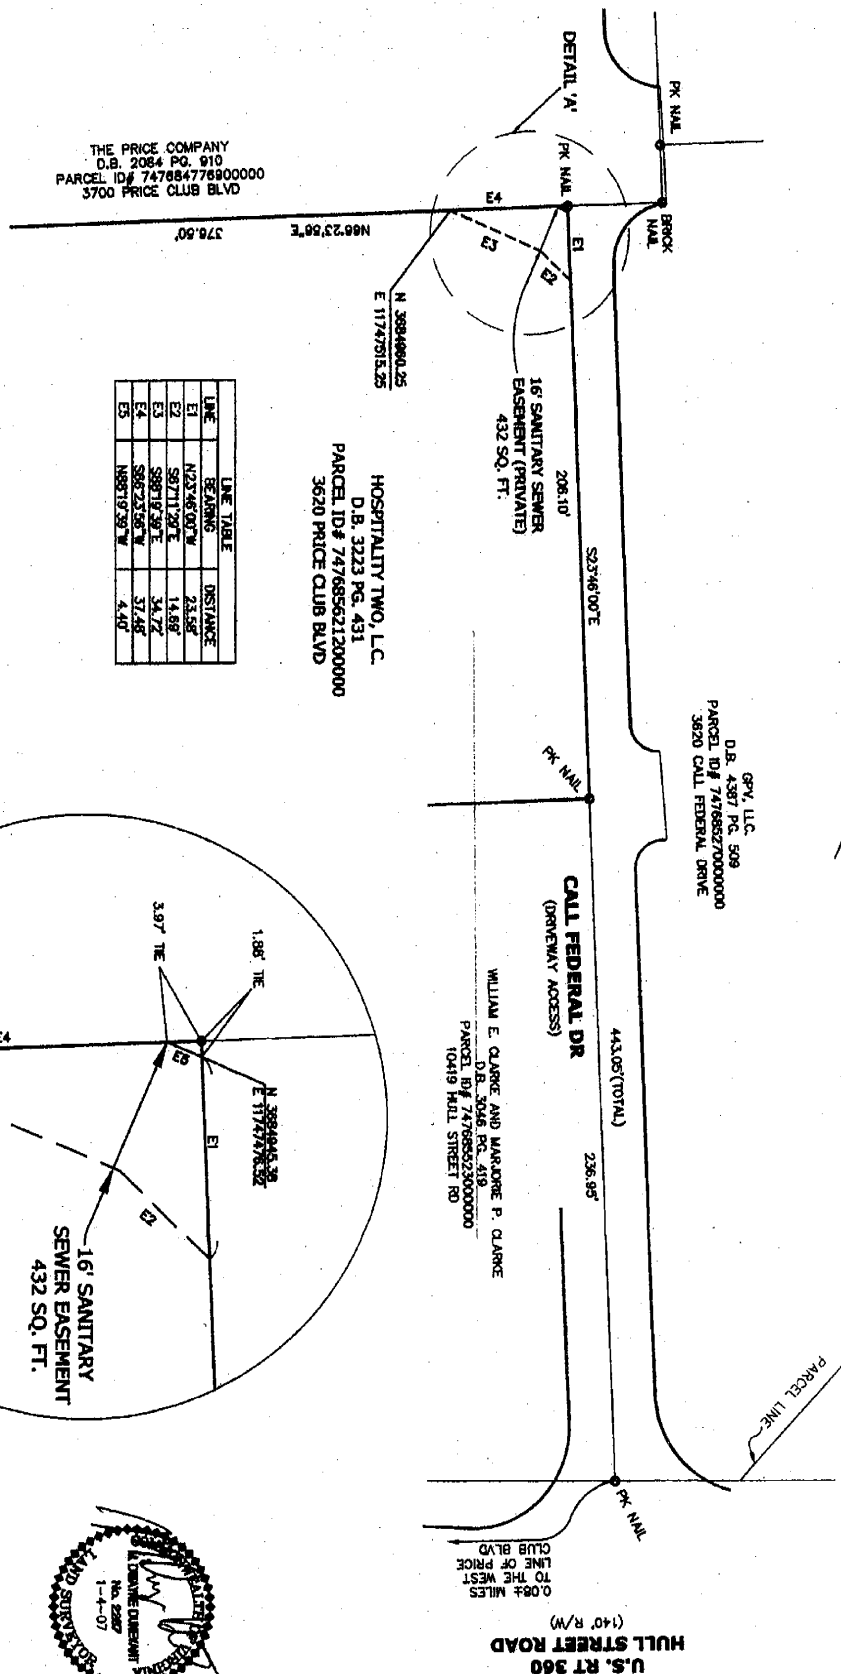 THE PRICE COMPANY
D.B. 2084 PG. 910
PARCEL ID# 747684776900000
3700 PRICE CLUB BLVD
376.60'
N66°23'56"E
DETAIL 'A'
PK NAIL
PK NAIL
BRICK
NAIL
E4
E3
E2
E1
N 3684960.25
E 11747515.25
16' SANITARY SEWER
EASEMENT (PRIVATE)
432 SQ. FT.
206.10'
S23°46'00"E
HOSPITALITY TWO, L.C.
D.B. 3223 PG. 431
PARCEL ID# 747685621200000
3620 PRICE CLUB BLVD
LINE TABLE
LINE BEARING DISTANCE
E1 N23°46'00"W 23.58'
E2 S67°11'29"E 14.69'
E3 S88°19'39"E 34.72'
E4 S66°23'56"W 37.46'
E5 N88°19'39"W 4.40'
GPV, LLC.
D.B. 4387 PG. 509
PARCEL ID# 747685270000000
3620 CALL FEDERAL DRIVE
PK NAIL
CALL FEDERAL DR
(DRIVEWAY ACCESS)
443.05'(TOTAL)
236.95'
WILLIAM E. CLARKE AND MARJORIE P. CLARKE
D.B. 3046 PG. 419
PARCEL ID# 747685523000000
10419 HULL STREET RD
3.97' TIE
1.88' TIE
E4
E5
E1
E2
N 3684945.38
E 11747476.52
16' SANITARY
SEWER EASEMENT
432 SQ. FT.
PARCEL LINE
PK NAIL
0.08± MILES
TO THE WEST
LINE OF PRICE
CLUB BLVD
U.S. RT 360
HULL STREET ROAD
(140' R/W)
No. 2287
1-4-07
LAND SURVEYOR